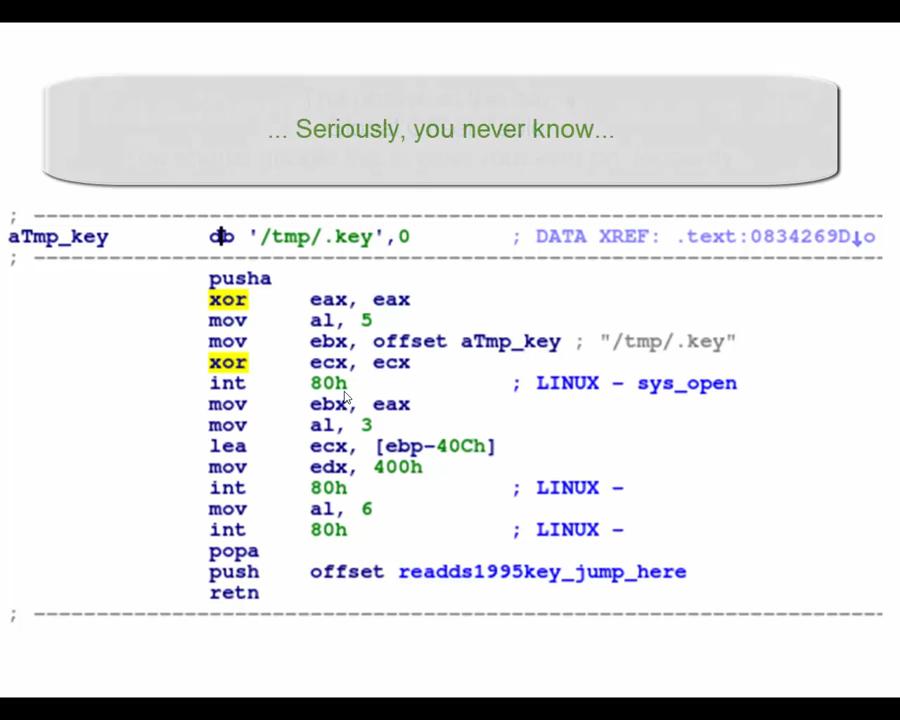 ... Seriously, you never know...
; DATA XREF: .text:0834269D↓o
aTmp_key db '/tmp/.key',0
pusha
xor eax, eax
mov al, 5
mov ebx, offset aTmp_key ; "/tmp/.key"
xor ecx, ecx
int 80h ; LINUX - sys_open
mov ebx, eax
mov al, 3
lea ecx, [ebp-40Ch]
mov edx, 400h
int 80h ; LINUX -
mov al, 6
int 80h ; LINUX -
popa
push offset readds1995key_jump_here
retn